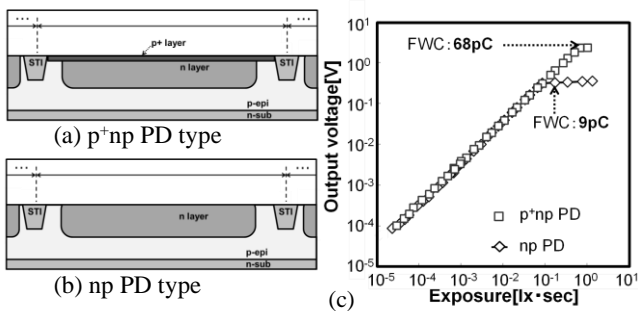 ... ...
p+ layer
STI n layer STI
p-epi
n-sub
(a) p⁺np PD type
... ...
STI n layer STI
p-epi
n-sub
(b) np PD type
(c)
Output voltage[V]
10¹
10⁰
10⁻¹
10⁻²
10⁻³
10⁻⁴
10⁻⁵
FWC:68pC
FWC:9pC
p⁺np PD
np PD
10⁻⁵ 10⁻⁴ 10⁻³ 10⁻² 10⁻¹ 10⁰ 10¹
Exposure[lx・sec]